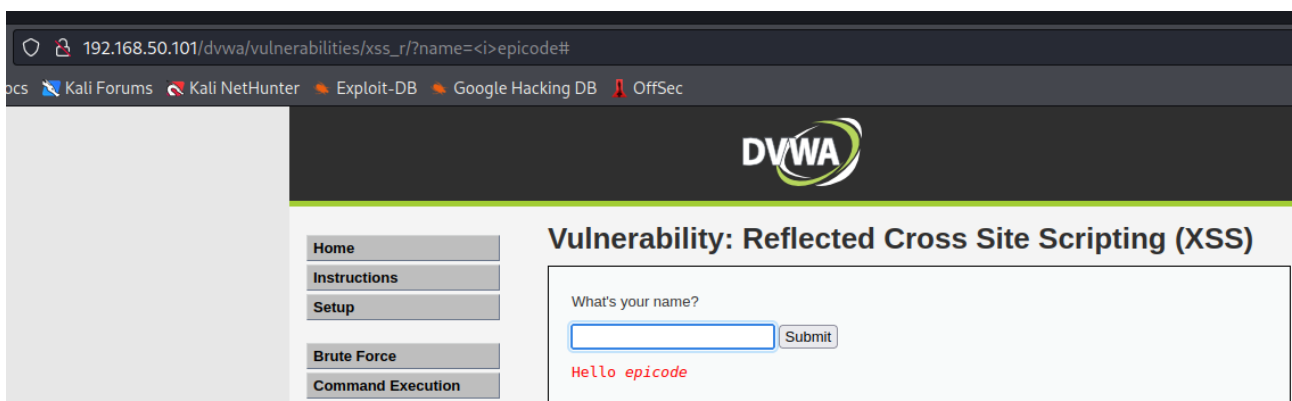 192.168.50.101/dvwa/vulnerabilities/xss_r/?name=<i>epicode#
ocs Kali Forums Kali NetHunter Exploit-DB Google Hacking DB OffSec
DVWA
Home
Instructions
Setup
Brute Force
Command Execution
Vulnerability: Reflected Cross Site Scripting (XSS)
What's your name?
Submit
Hello epicode